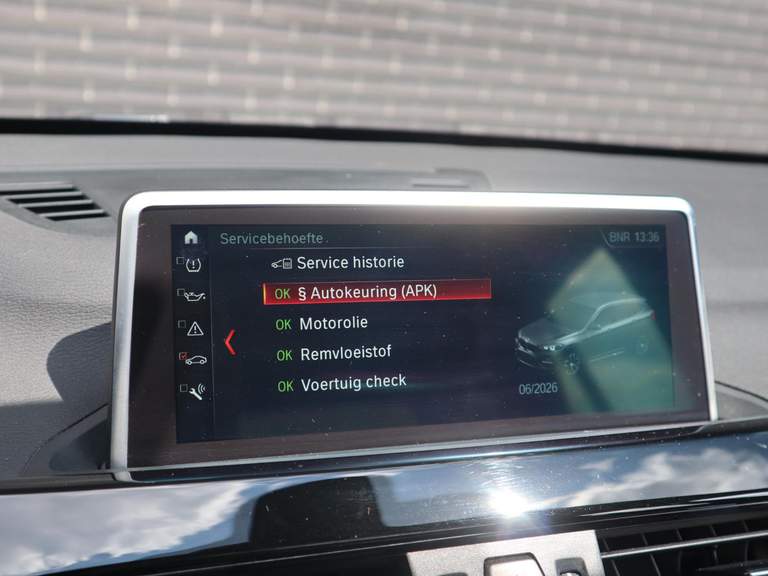 Servicebehoefte
BNR 13:36
Service historie
OK § Autokeuring (APK)
OK Motorolie
OK Remvloeistof
OK Voertuig check
06/2026